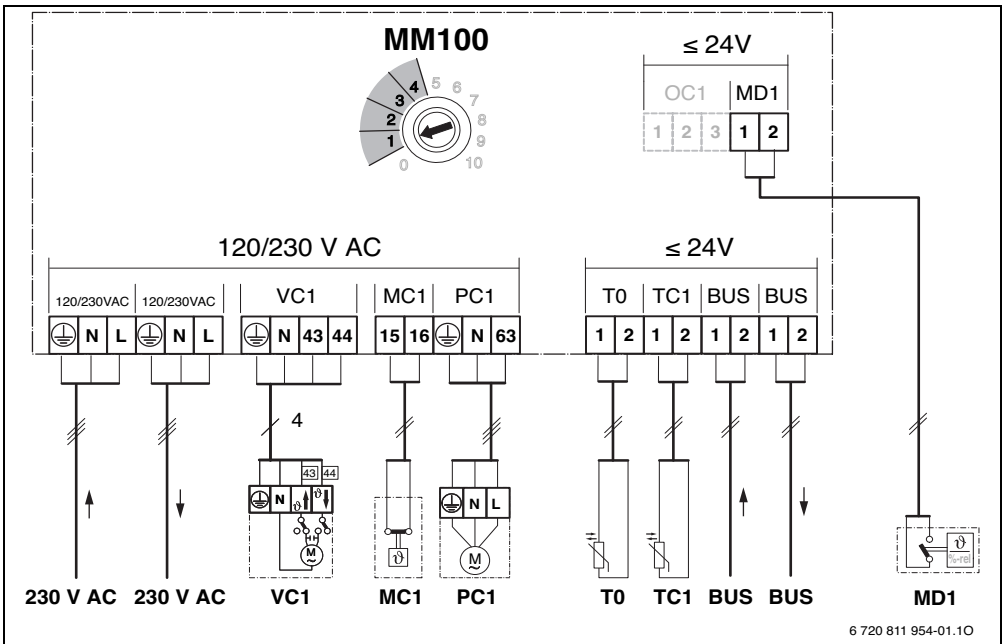 MM100
≤ 24V
OC1 MD1
1 2 3 1 2
0 1 2 3 4 5 6 7 8 9 10
120/230 V AC
≤ 24V
120/230VAC 120/230VAC VC1 MC1 PC1 T0 TC1 BUS BUS
N L N L N 43 44 15 16 N 63 1 2 1 2 1 2 1 2
4
43 44
N ϑ ϑ N L
M ~ ϑ M ~
ϑ
%-rel
230 V AC 230 V AC VC1 MC1 PC1 T0 TC1 BUS BUS MD1
6 720 811 954-01.1O